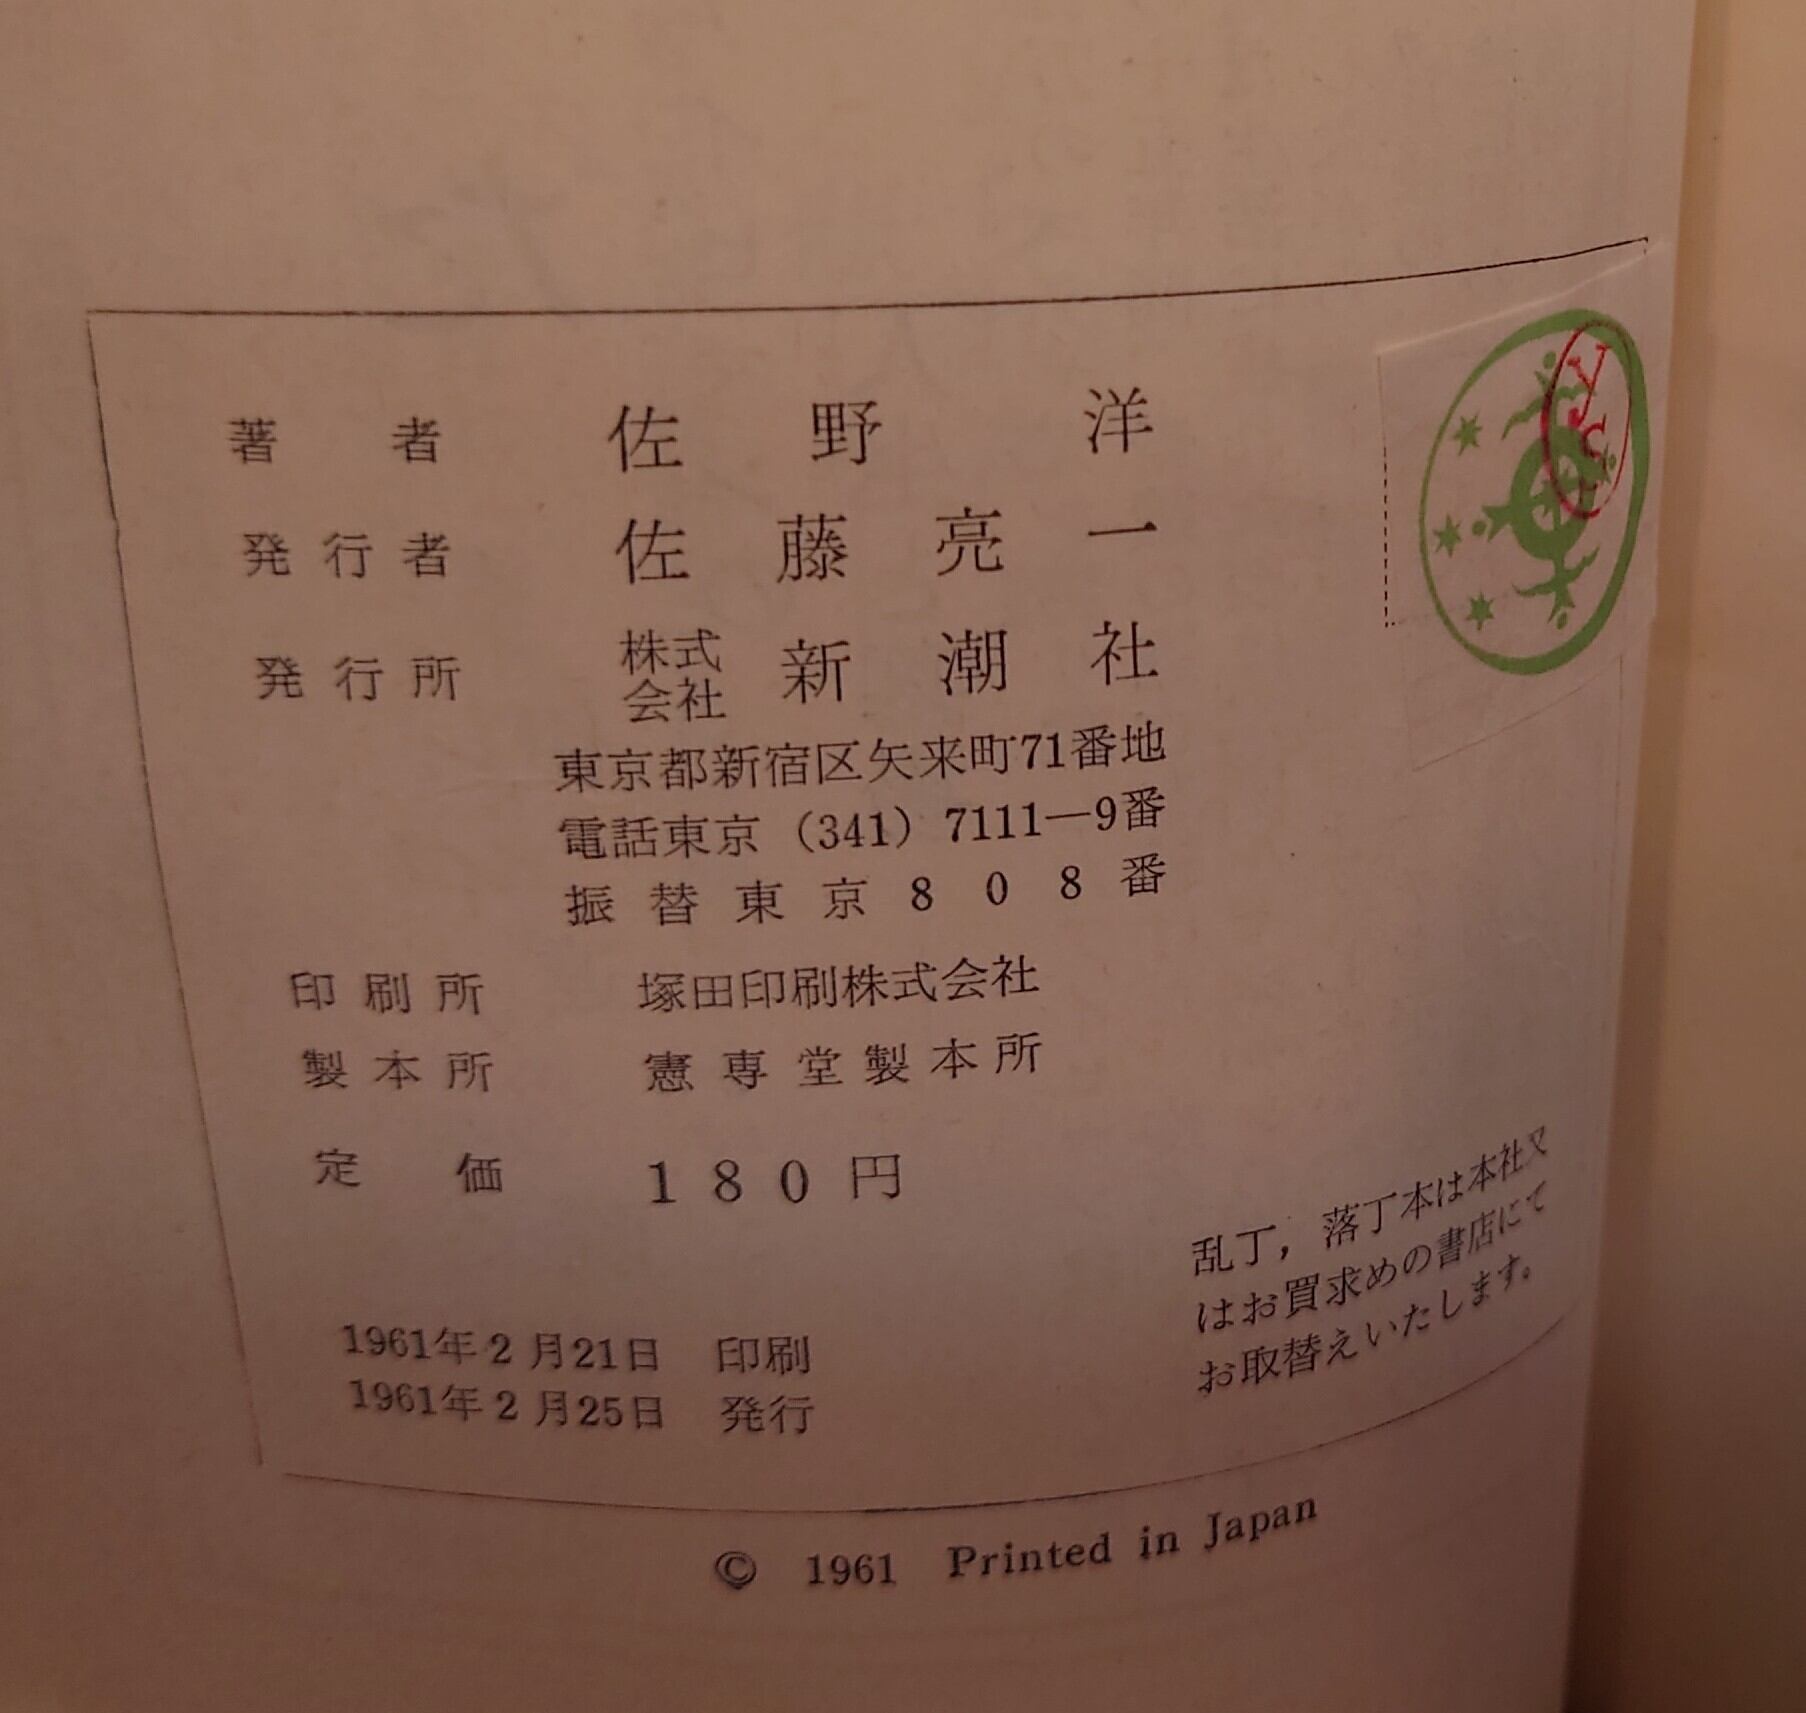 著者 佐野洋
発行者 佐藤亮一
発行所 株式会社 新潮社
東京都新宿区矢来町71番地
電話東京(341)7111—9番
振替東京808番
印刷所 塚田印刷株式会社
製本所 憲専堂製本所
定価 180円
乱丁，落丁本は本社又
はお買求めの書店にて
お取替えいたします。
1961年2月21日 印刷
1961年2月25日 発行
© 1961 Printed in Japan